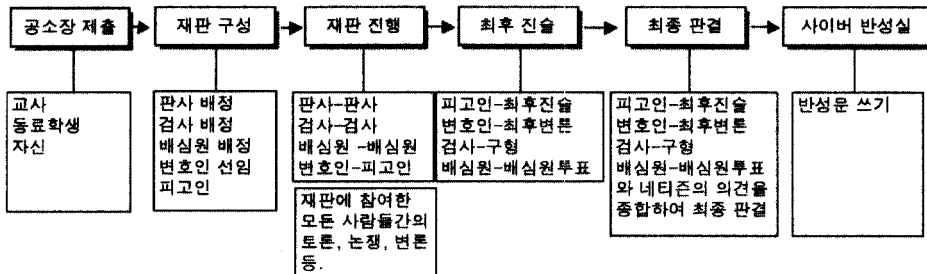 공소장 제출
재판 구성
재판 진행
최후 진술
최종 판결
사이버 반성실
교사
동료학생
자신
판사 배정
검사 배정
배심원 배정
변호인 선임
피고인
판사-판사
검사-검사
배심원 -배심원
변호인-피고인
재판에 참여한
모든 사람들간의
토론, 논쟁, 변론
등.
피고인-최후진술
변호인-최후변론
검사-구형
배심원-배심원투표
피고인-최후진술
변호인-최후변론
검사-구형
배심원-배심원투표
와 네티즌의 의견을
종합하여 최종 판결
반성문 쓰기